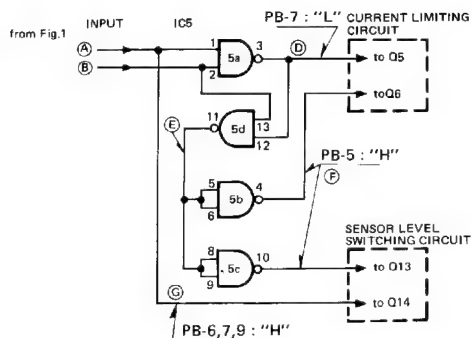 PB-7 : "L"
CURRENT LIMITING
CIRCUIT
INPUT
IC5
from Fig.1
A
1
3
D
5a
to Q5
B
2
toQ6
11
13
5d
12
E
PB-5 : "H"
F
5
4
5b
6
SENSOR LEVEL
SWITCHING CIRCUIT
8
10
5c
9
to Q13
G
to Q14
PB-6,7,9 : "H"